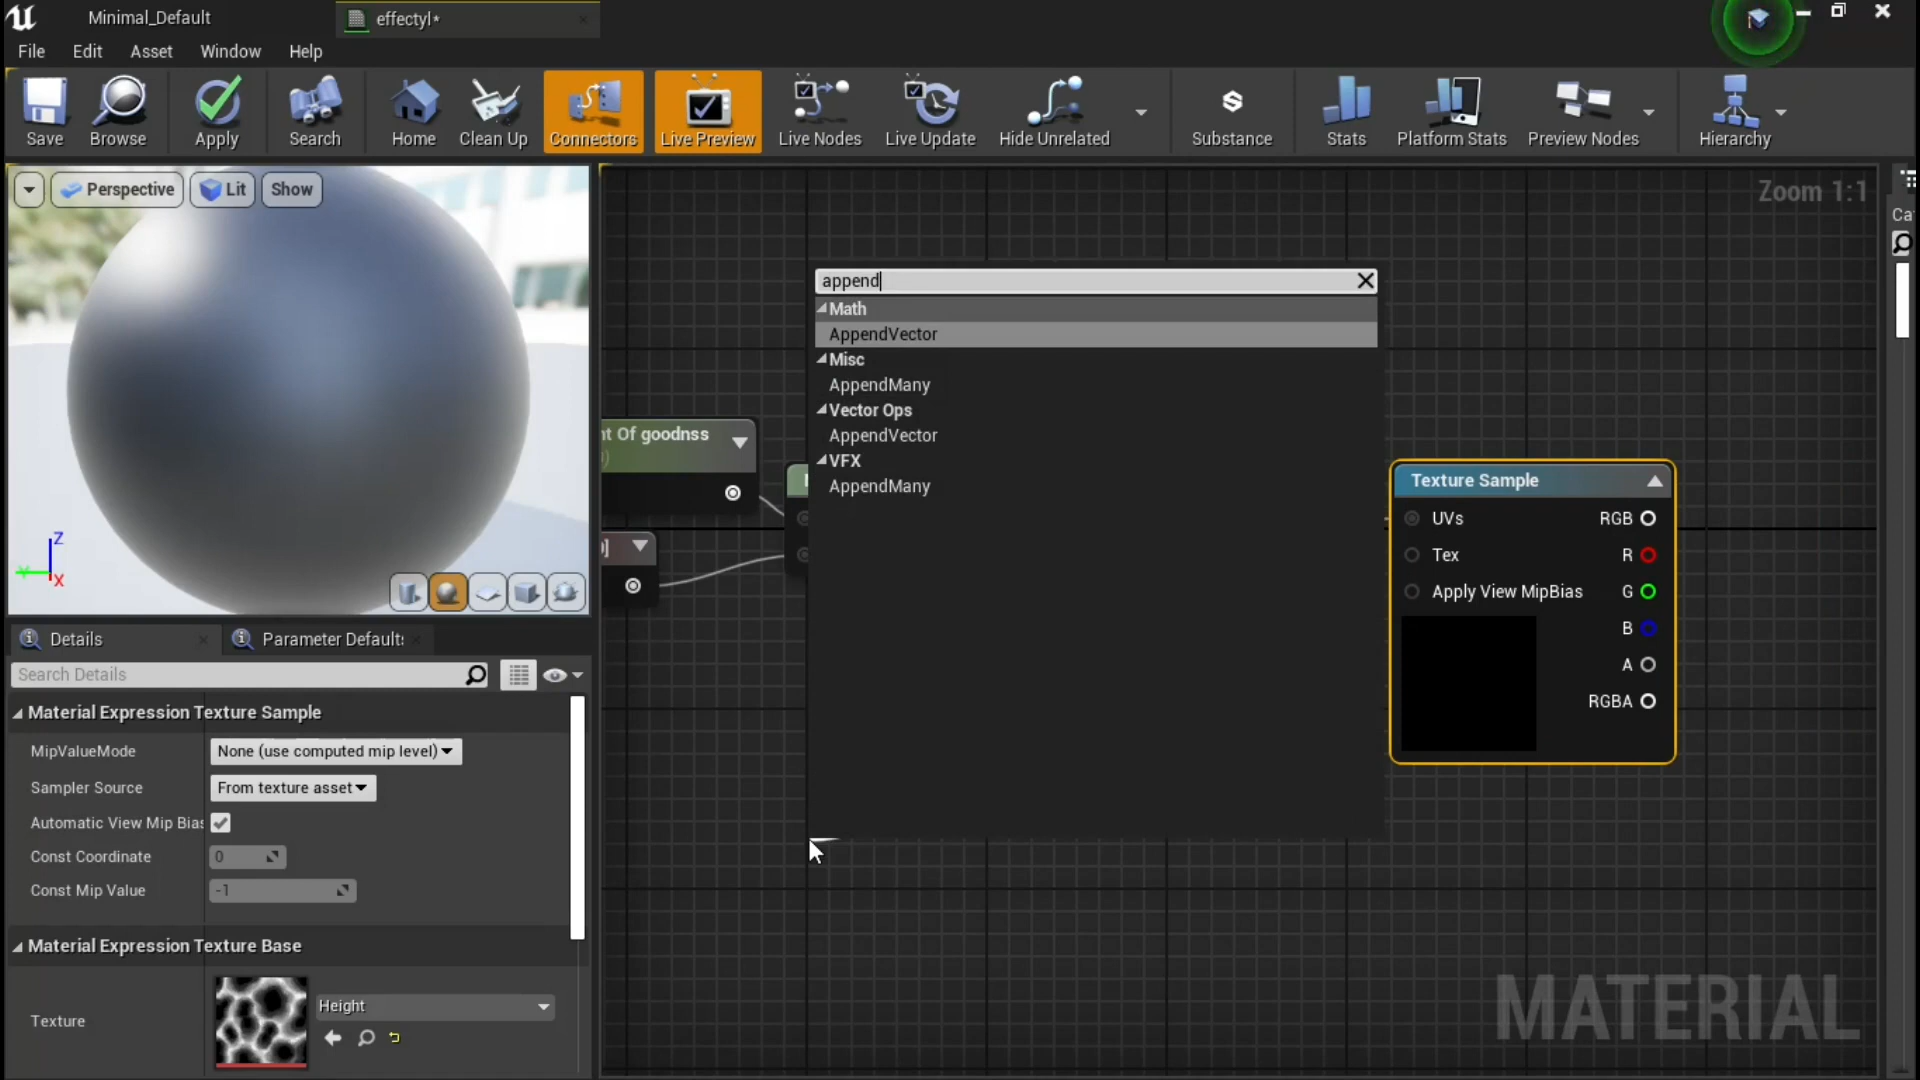 Minimal_Default
effectyl*
File Edit Asset Window Help
Save Browse Apply Search Home Clean Up Connectors Live Preview Live Nodes Live Update Hide Unrelated Substance Stats Platform Stats Preview Nodes Hierarchy
Perspective Lit Show
Zoom 1:1
Ca
append
Math
AppendVector
Misc
AppendMany
Vector Ops
AppendVector
VFX
AppendMany
nt Of goodnss
Texture Sample
UVs RGB
Tex R
Apply View MipBias G
B
A
RGBA
Z
Y
X
Details Parameter Defaults
Search Details
Material Expression Texture Sample
MipValueMode None (use computed mip level)
Sampler Source From texture asset
Automatic View Mip Bias
Const Coordinate 0
Const Mip Value -1
Material Expression Texture Base
Texture Height
MATERIAL